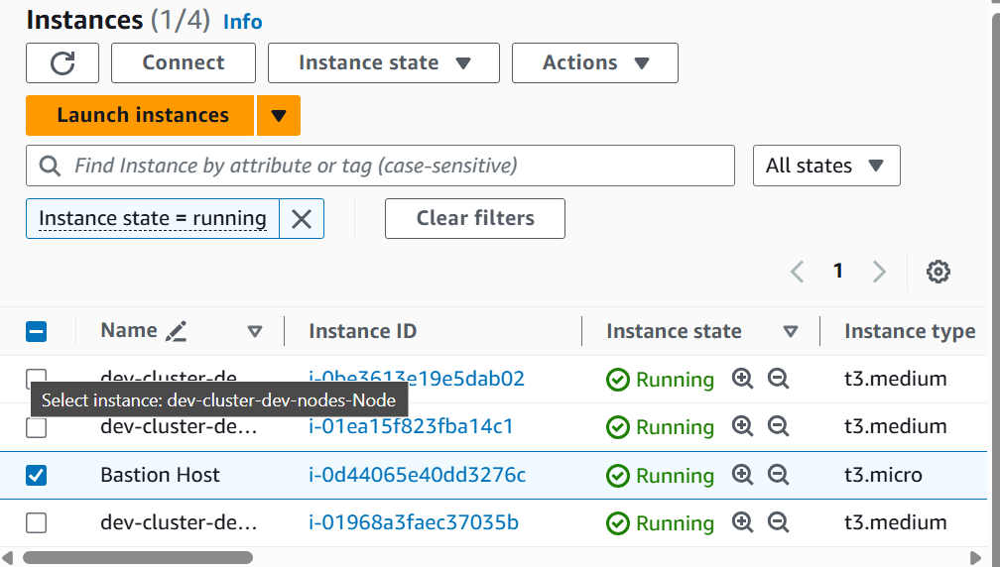 Instances (1/4) Info
Connect Instance state Actions
Launch instances
Find Instance by attribute or tag (case-sensitive) All states
Instance state = running Clear filters
1
Name Instance ID Instance state Instance type
dev-cluster-de... i-0be3613e19e5dab02 Running t3.medium
Select instance: dev-cluster-dev-nodes-Node
dev-cluster-de... i-01ea15f823fba14c1 Running t3.medium
Bastion Host i-0d44065e40dd3276c Running t3.micro
dev-cluster-de... i-01968a3faec37035b Running t3.medium